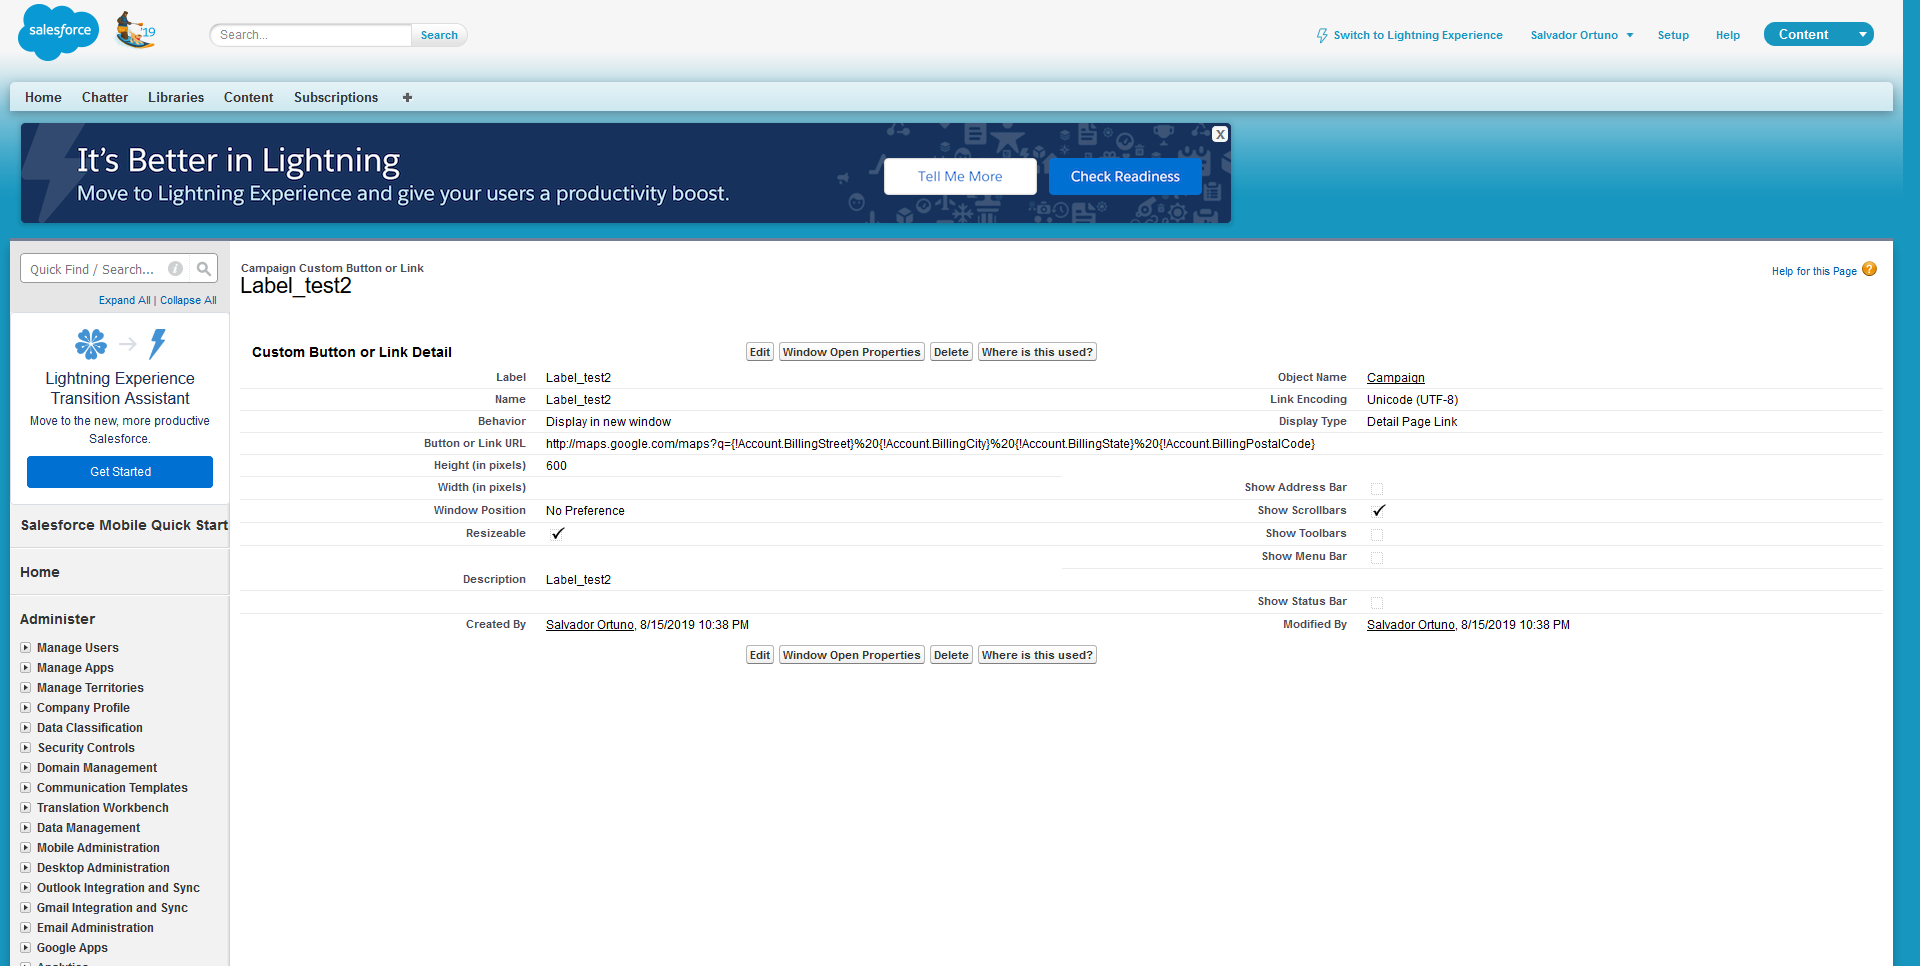 salesforce
'19
Search...
Search
Switch to Lightning Experience
Salvador Ortuno
Setup
Help
Content
Home
Chatter
Libraries
Content
Subscriptions
It's Better in Lightning
Move to Lightning Experience and give your users a productivity boost.
Tell Me More
Check Readiness
X
Quick Find / Search...
Expand All | Collapse All
Lightning Experience
Transition Assistant
Move to the new, more productive
Salesforce.
Get Started
Salesforce Mobile Quick Start
Home
Administer
Manage Users
Manage Apps
Manage Territories
Company Profile
Data Classification
Security Controls
Domain Management
Communication Templates
Translation Workbench
Data Management
Mobile Administration
Desktop Administration
Outlook Integration and Sync
Gmail Integration and Sync
Email Administration
Google Apps
Campaign Custom Button or Link
Label_test2
Help for this Page
Custom Button or Link Detail
Edit
Window Open Properties
Delete
Where is this used?
Label Label_test2 Object Name Campaign
Name Label_test2 Link Encoding Unicode (UTF-8)
Behavior Display in new window Display Type Detail Page Link
Button or Link URL http://maps.google.com/maps?q={!Account.BillingStreet}%20{!Account.BillingCity}%20{!Account.BillingState}%20{!Account.BillingPostalCode}
Height (in pixels) 600
Width (in pixels) Show Address Bar
Window Position No Preference Show Scrollbars
Resizeable Show Toolbars
Show Menu Bar
Description Label_test2
Show Status Bar
Created By Salvador Ortuno, 8/15/2019 10:38 PM Modified By Salvador Ortuno, 8/15/2019 10:38 PM
Edit
Window Open Properties
Delete
Where is this used?